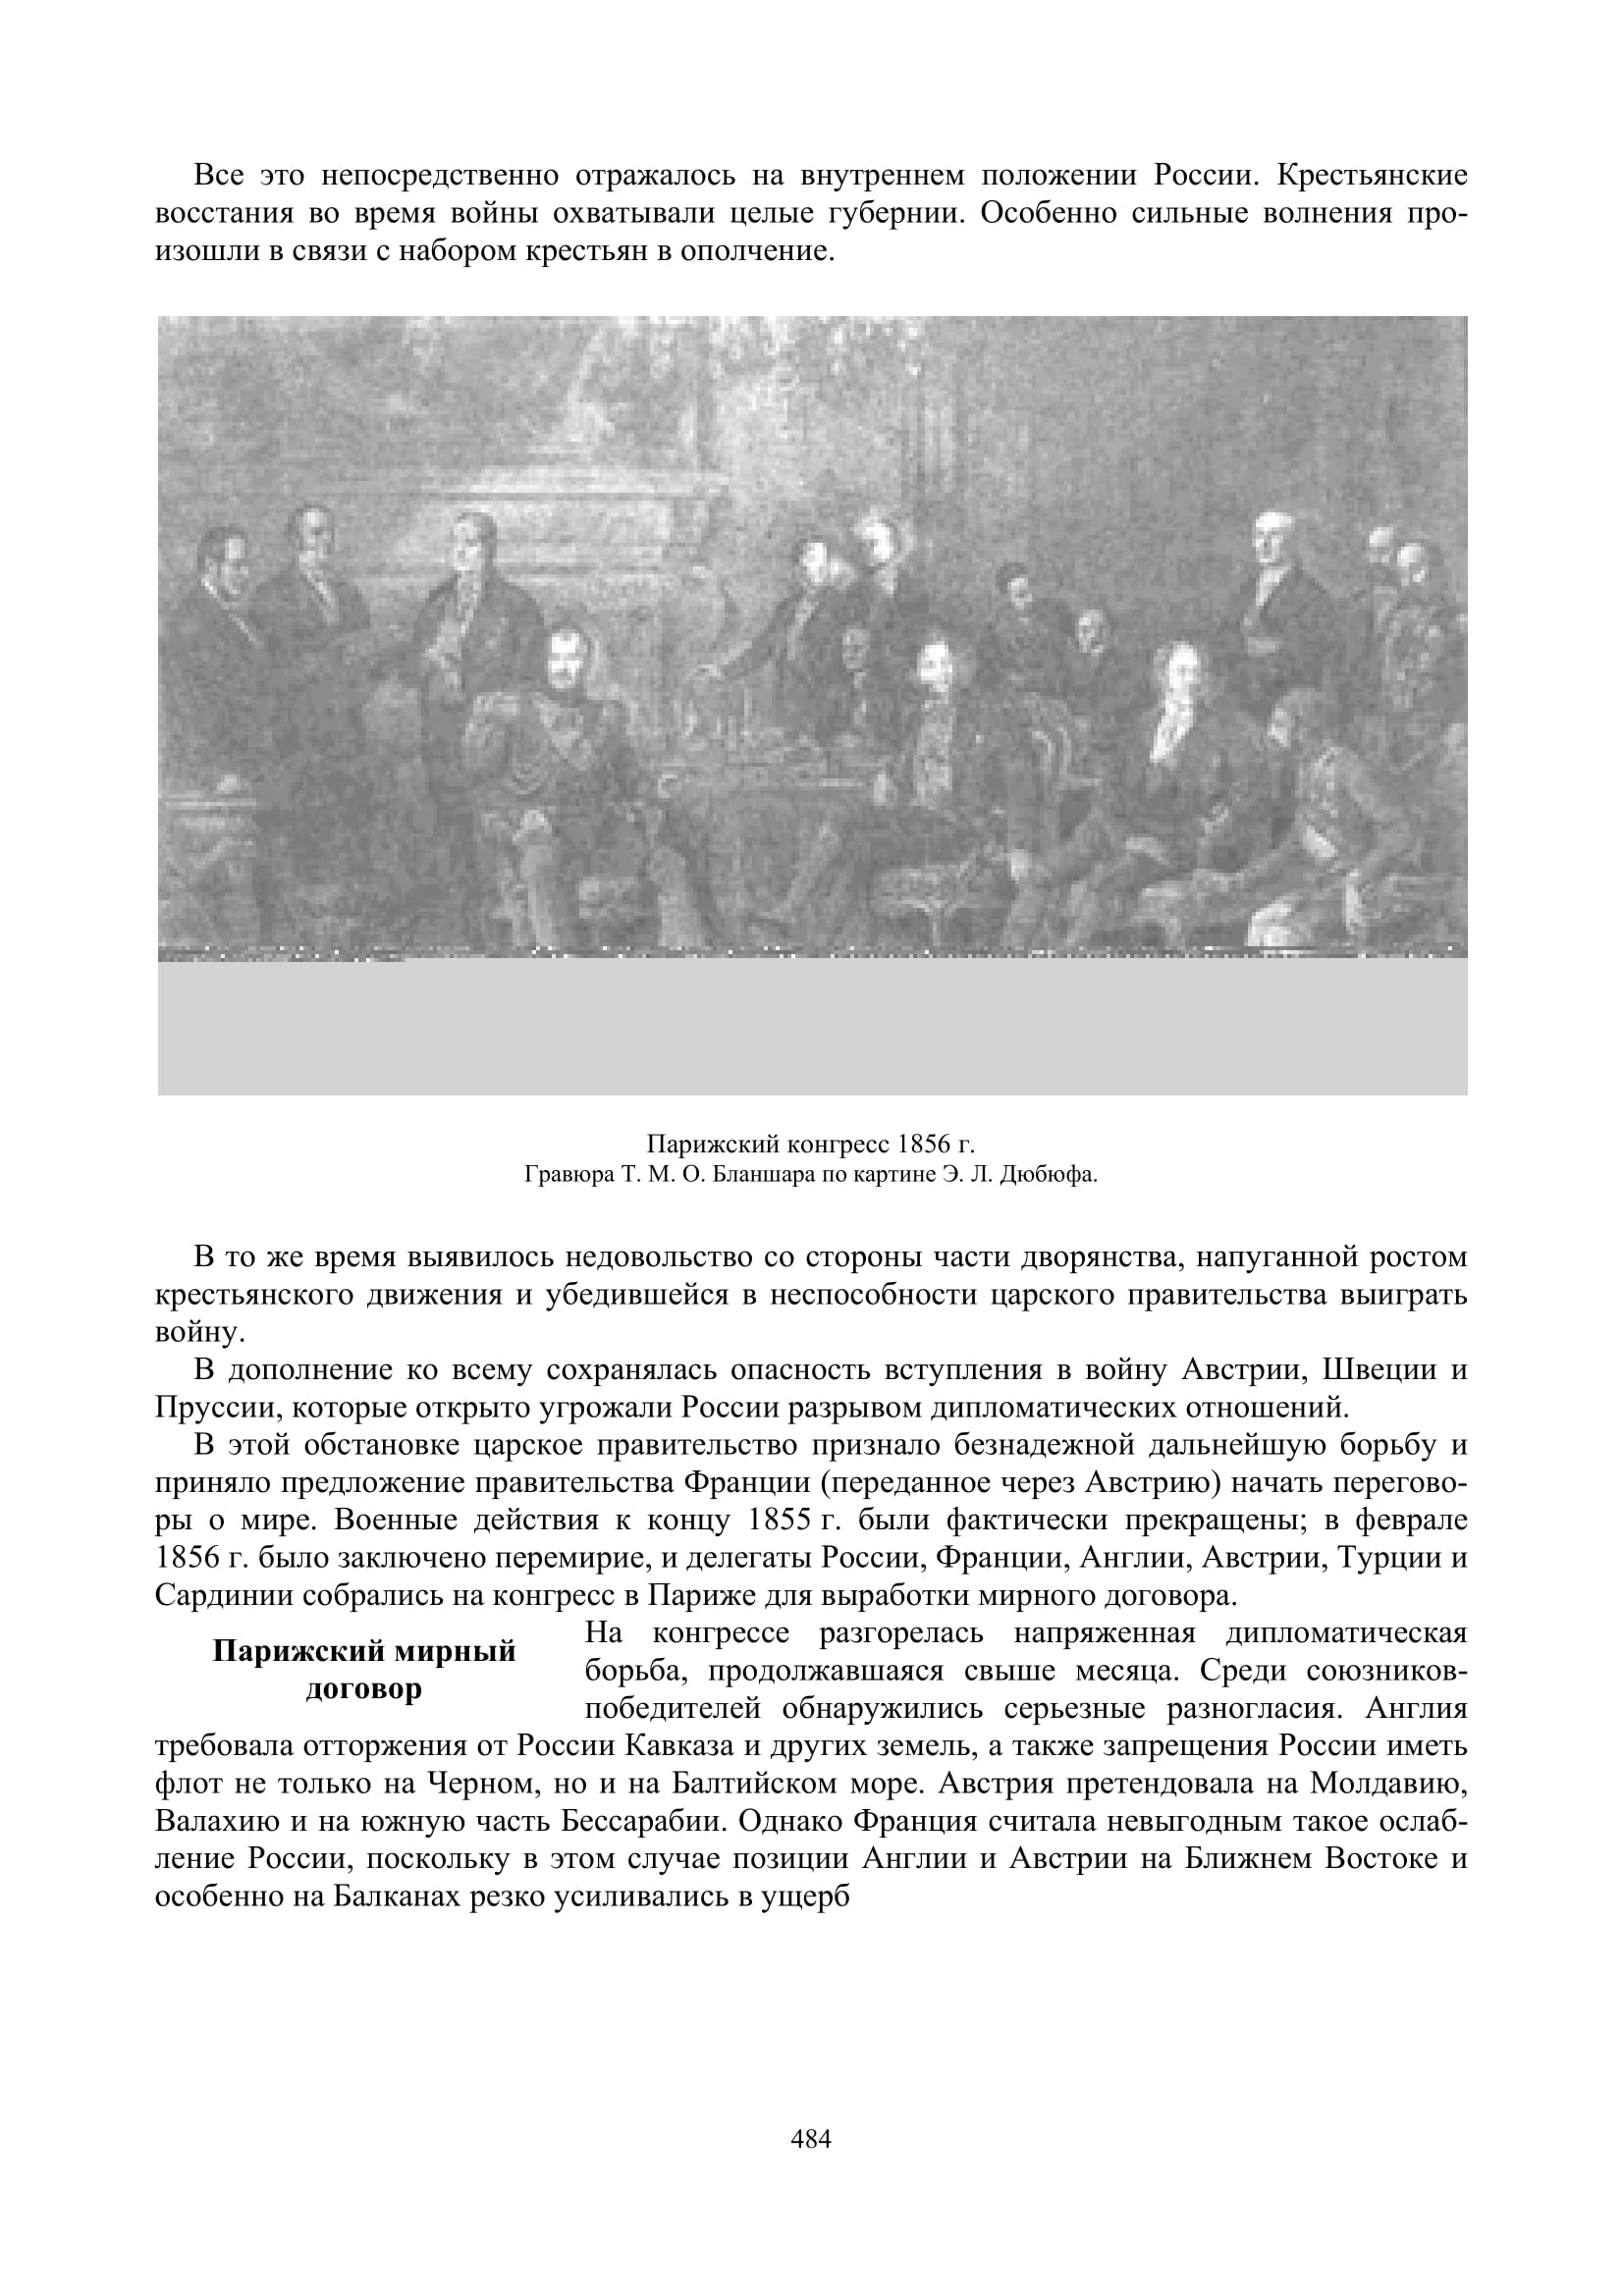 Все это непосредственно отражалось на внутреннем положении России. Крестьянские
восстания во время войны охватывали целые губернии. Особенно сильные волнения про-
изошли в связи с набором крестьян в ополчение.
Парижский конгресс 1856 г.
Гравюра Т. М. О. Бланшара по картине Э. Л. Дюбюфа.
В то же время выявилось недовольство со стороны части дворянства, напуганной ростом
крестьянского движения и убедившейся в неспособности царского правительства выиграть
войну.
В дополнение ко всему сохранялась опасность вступления в войну Австрии, Швеции и
Пруссии, которые открыто угрожали России разрывом дипломатических отношений.
В этой обстановке царское правительство признало безнадежной дальнейшую борьбу и
приняло предложение правительства Франции (переданное через Австрию) начать перегово-
ры о мире. Военные действия к концу 1855 г. были фактически прекращены; в феврале
1856 г. было заключено перемирие, и делегаты России, Франции, Англии, Австрии, Турции и
Сардинии собрались на конгресс в Париже для выработки мирного договора.
Парижский мирный
договор
На конгрессе разгорелась напряженная дипломатическая
борьба, продолжавшаяся свыше месяца. Среди союзников-
победителей обнаружились серьезные разногласия. Англия
требовала отторжения от России Кавказа и других земель, а также запрещения России иметь
флот не только на Черном, но и на Балтийском море. Австрия претендовала на Молдавию,
Валахию и на южную часть Бессарабии. Однако Франция считала невыгодным такое ослаб-
ление России, поскольку в этом случае позиции Англии и Австрии на Ближнем Востоке и
особенно на Балканах резко усиливались в ущерб
484